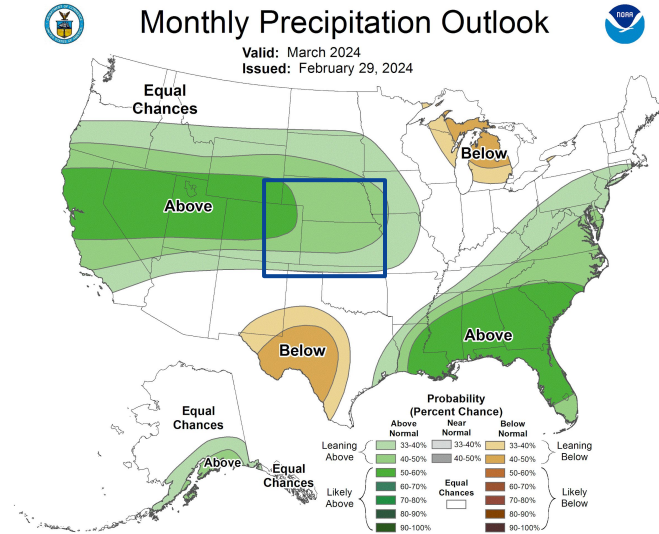 Monthly Precipitation Outlook
NOAA
Valid: March 2024
Issued: February 29, 2024
Equal
Chances
Below
Above
Above
Below
Equal
Chances
Above
Equal
Chances
Probability
(Percent Chance)
Above
Normal
Near
Normal
Below
Normal
Leaning
Above
33-40%
40-50%
33-40%
40-50%
33-40%
40-50%
Leaning
Below
Likely
Above
50-60%
60-70%
70-80%
80-90%
90-100%
Equal
Chances
50-60%
60-70%
70-80%
80-90%
90-100%
Likely
Below